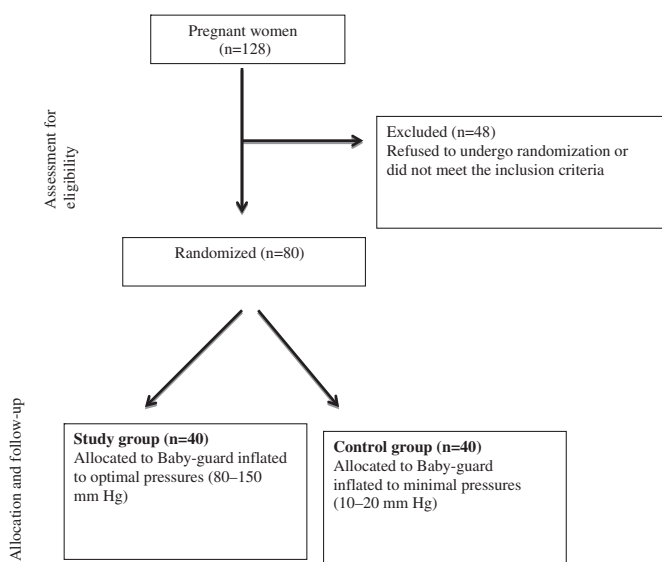 Pregnant women
(n=128)
Assessment for
eligibility
Excluded (n=48)
Refused to undergo randomization or
did not meet the inclusion criteria
Randomized (n=80)
Allocation and follow-up
Study group (n=40)
Allocated to Baby-guard inflated
to optimal pressures (80–150
mm Hg)
Control group (n=40)
Allocated to Baby-guard
inflated to minimal pressures
(10–20 mm Hg)